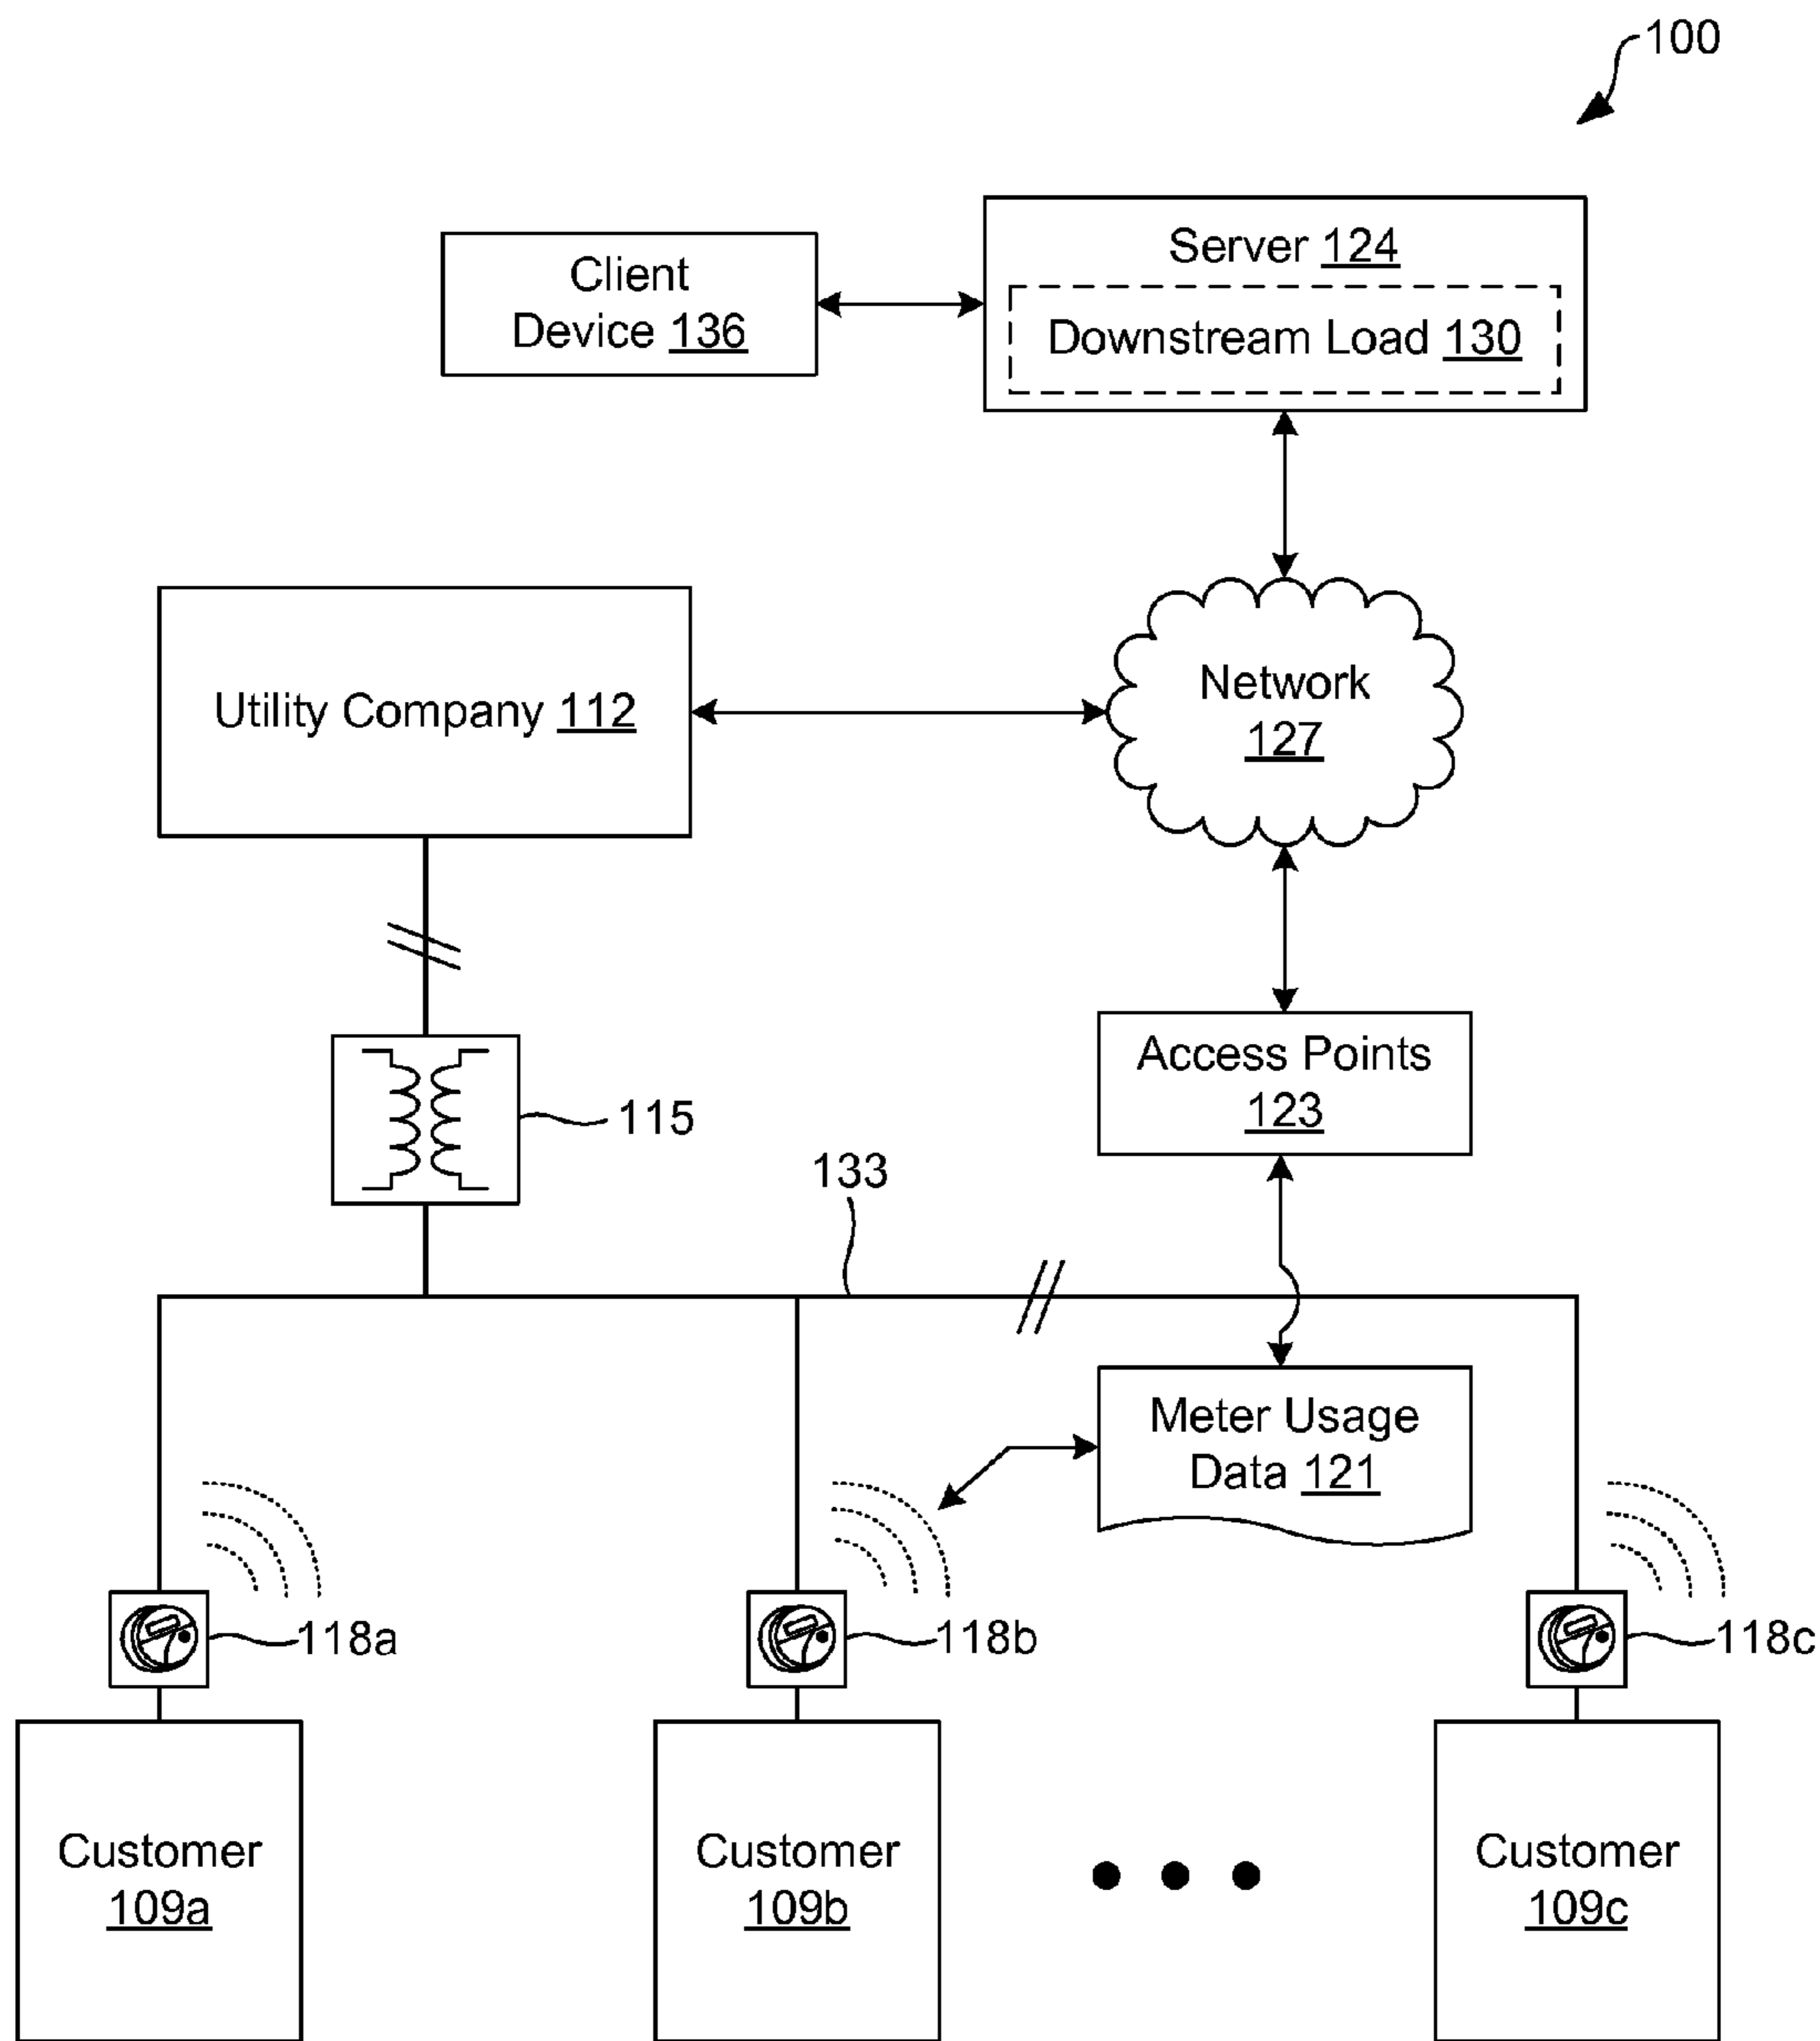 100
Server 124
Client
Device 136
Downstream Load 130
Utility Company 112
Network
127
Access Points
123
115
133
Meter Usage
Data 121
118a
118b
118c
Customer
109a
Customer
109b
Customer
109c